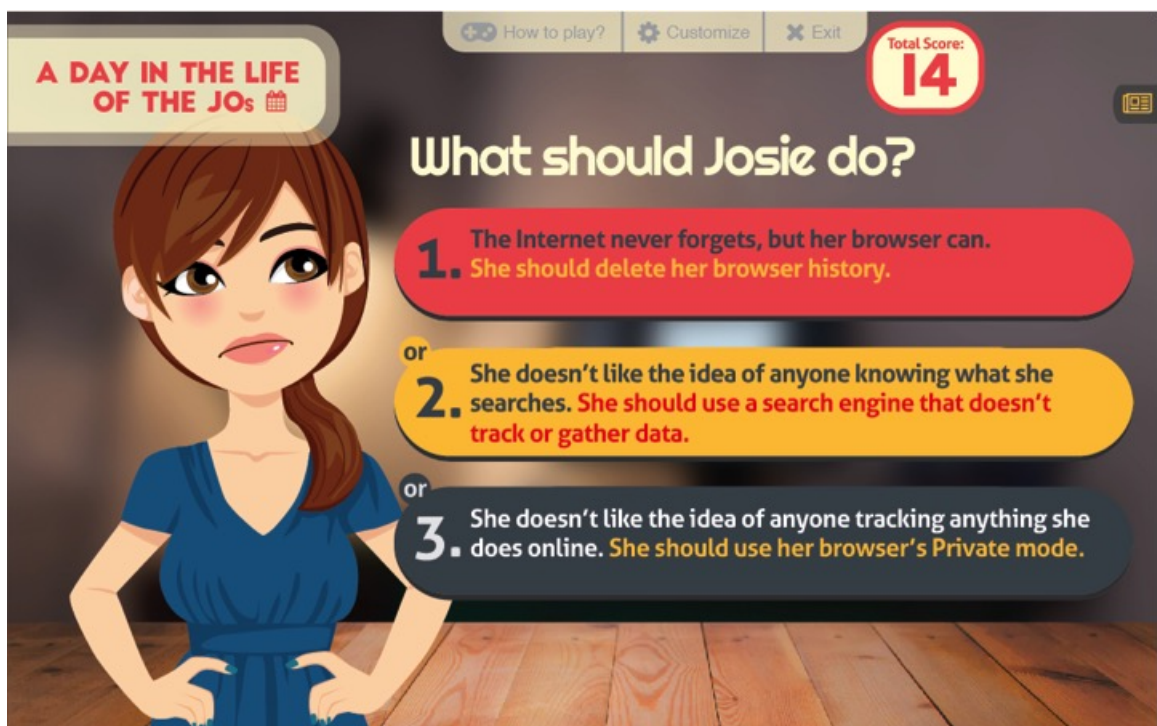 How to play? Customize Exit
A DAY IN THE LIFE
OF THE JOs
Total Score:
14
What should Josie do?
1. The Internet never forgets, but her browser can.
She should delete her browser history.
or
2. She doesn't like the idea of anyone knowing what she
searches. She should use a search engine that doesn't
track or gather data.
or
3. She doesn't like the idea of anyone tracking anything she
does online. She should use her browser's Private mode.